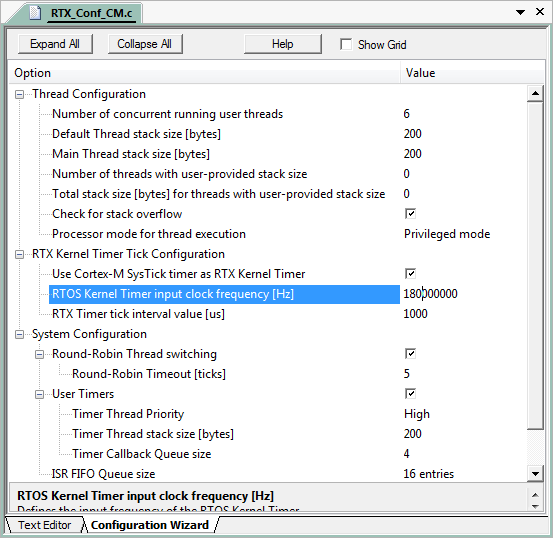 RTX_Conf_CM.c
Expand All Collapse All Help Show Grid
Option Value
Thread Configuration
Number of concurrent running user threads 6
Default Thread stack size [bytes] 200
Main Thread stack size [bytes] 200
Number of threads with user-provided stack size 0
Total stack size [bytes] for threads with user-provided stack size 0
Check for stack overflow
Processor mode for thread execution Privileged mode
RTX Kernel Timer Tick Configuration
Use Cortex-M SysTick timer as RTX Kernel Timer
RTOS Kernel Timer input clock frequency [Hz] 180000000
RTX Timer tick interval value [us] 1000
System Configuration
Round-Robin Thread switching
Round-Robin Timeout [ticks] 5
User Timers
Timer Thread Priority High
Timer Thread stack size [bytes] 200
Timer Callback Queue size 4
ISR FIFO Queue size 16 entries
RTOS Kernel Timer input clock frequency [Hz]
Defines the input frequency of the RTOS Kernel Timer
Text Editor Configuration Wizard